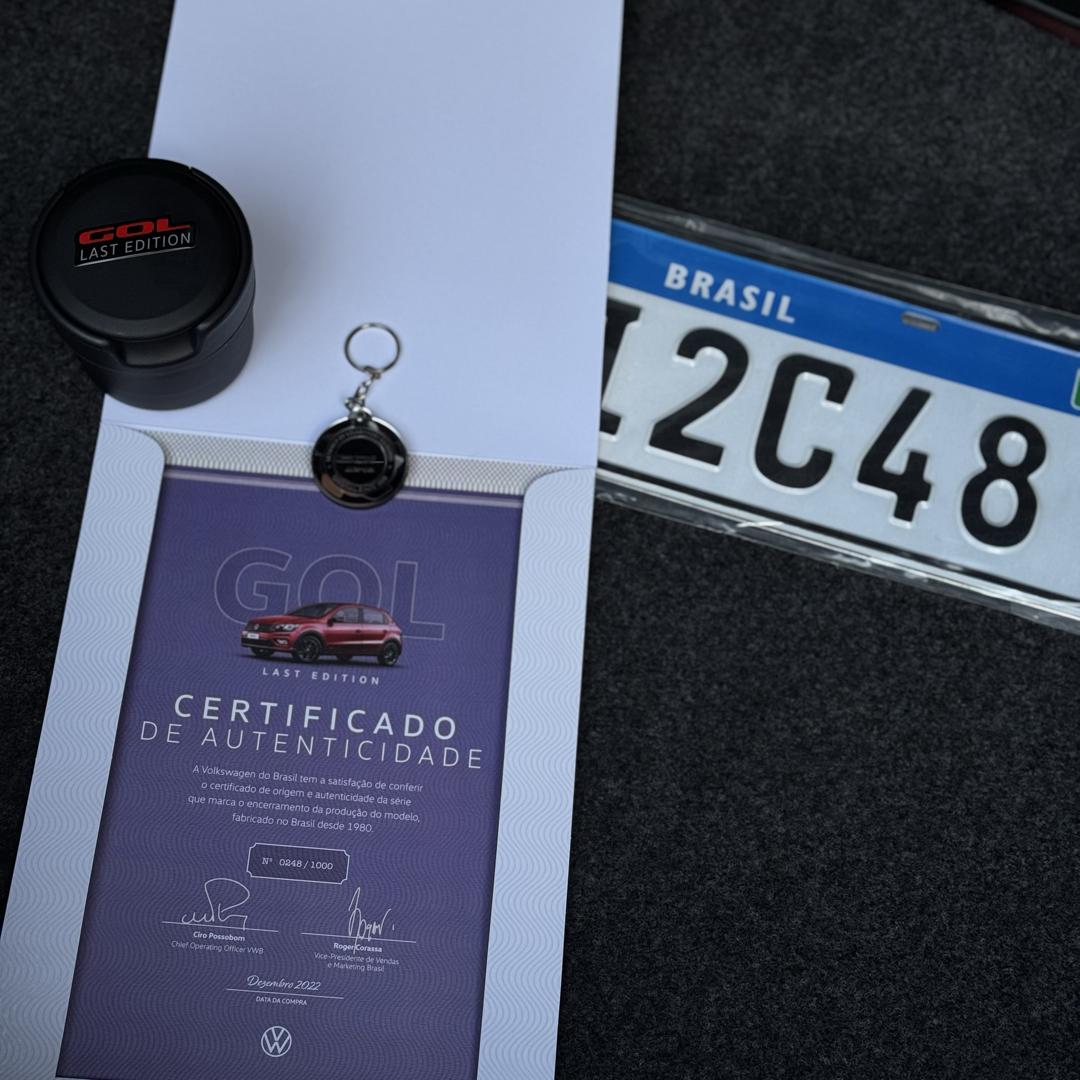 GOL
LAST EDITION
BRASIL
2C48
GOL
LAST EDITION
CERTIFICADO
DE AUTENTICIDADE
A Volkswagen do Brasil tem a satisfação de conferir
o certificado de origem e autenticidade da série
que marca o encerramento da produção do modelo,
fabricado no Brasil desde 1980.
Nº 0248 / 1000
Ciro Possobom
Chief Operating Officer VWB
Roger Corassa
Vice-Presidente de Vendas
e Marketing Brasil
Dezembro 2022
DATA DA COMPRA